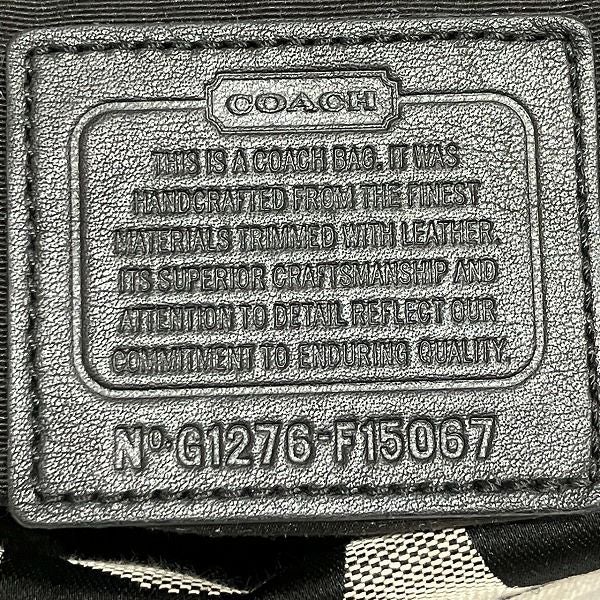 COACH
THIS IS A COACH BAG. IT WAS
HANDCRAFTED FROM THE FINEST
MATERIALS TRIMMED WITH LEATHER.
ITS SUPERIOR CRAFTSMANSHIP AND
ATTENTION TO DETAIL REFLECT OUR
COMMITMENT TO ENDURING QUALITY.
Nº G1276-F15067